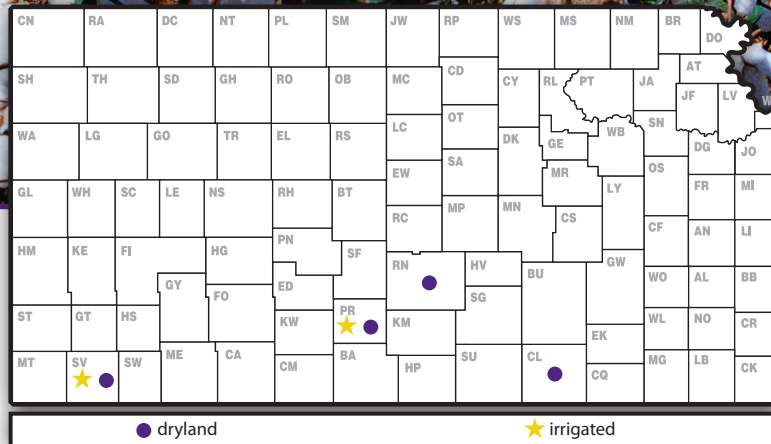 CN RA DC NT PL SM JW RP WS MS NM BR DO
SH TH SD GH RO OB MC CD CY RL PT JA AT JF LV W
WA LG GO TR EL RS LC OT DK GE WB SN DG JO
GL WH SC LE NS RH BT EW SA MR LY OS FR MI
HM KE FI HG PN SF RC MP MN CS CF AN LI
GY FO ED RN HV BU GW WO AL BB
ST GT HS KW PR KM SG EK WL NO CR
MT SV SW ME CA CM BA HP SU CL CQ MG LB CK
dryland irrigated